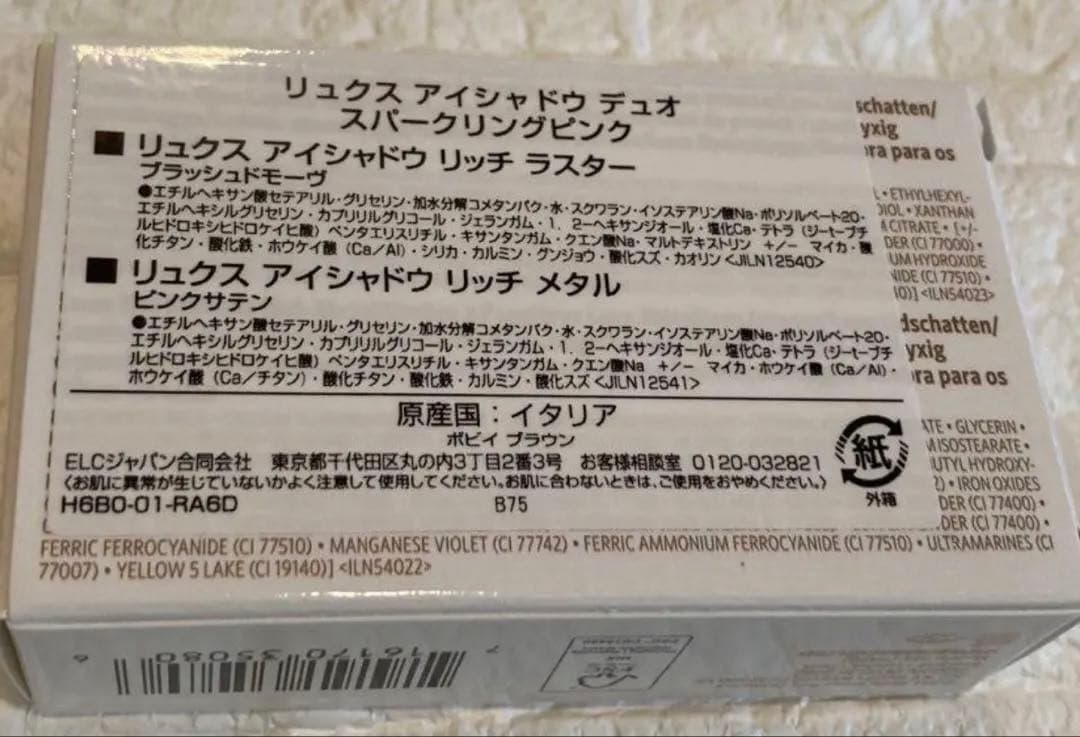 リュクス アイシャドウ デュオ
スパークリングピンク
■ リュクス アイシャドウ リッチ ラスター
ブラッシュドモーヴ
●エチルヘキサン酸セテアリル・グリセリン・加水分解コメタンパク・水・スクワラン・イソステアリン酸Na・ポリソルベート20・
エチルヘキシルグリセリン・カプリリルグリコール・ジェランガム・1．2ーヘキサンジオール・塩化Ca・テトラ（ジーセーブチ
ルヒドロキシヒドロケイヒ酸）ペンタエリスリチル・キサンタンガム・クエン酸Na・マルトデキストリン +/− マイカ・酸
化チタン・酸化鉄・ホウケイ酸（Ca/Al）・シリカ・カルミン・グンジョウ・酸化スズ・カオリン<JILN12540>
■ リュクス アイシャドウ リッチ メタル
ピンクサテン
●エチルヘキサン酸セテアリル・グリセリン・加水分解コメタンパク・水・スクワラン・イソステアリン酸Na・ポリソルベート20・
エチルヘキシルグリセリン・カプリリルグリコール・ジェランガム・1．2ーヘキサンジオール・塩化Ca・テトラ（ジーセーブチ
ルヒドロキシヒドロケイヒ酸）ペンタエリスリチル・キサンタンガム・クエン酸Na +/− マイカ・ホウケイ酸（Ca/Al）・
ホウケイ酸（Ca/チタン）・酸化チタン・酸化鉄・カルミン・酸化スズ<JILN12541>
原産国：イタリア
ボビイ ブラウン
ELCジャパン合同会社 東京都千代田区丸の内3丁目2番3号 お客様相談室 0120-032821
〈お肌に異常が生じていないかよく注意して使用してください。お肌に合わないときは、ご使用をおやめください。〉
H6B0-01-RA6D B75
紙
外箱
schatten/
yxig
ra para os
ETHYLHEXYL-
DIOL • XANTHAN
CITRATE • [+/-
DER (CI 77000) •
UM HYDROXIDE
NIDE (CI 77510) •
0)] <ILN54023>
dschatten/
yxig
ra para os
ATE • GLYCERIN •
MISOSTEARATE •
BUTYL HYDROXY-
2) • IRON OXIDES
DER (CI 77400) •
DER (CI 77400) •
FERRIC FERROCYANIDE (CI 77510) • MANGANESE VIOLET (CI 77742) • FERRIC AMMONIUM FERROCYANIDE (CI 77510) • ULTRAMARINES (CI
77007) • YELLOW 5 LAKE (CI 19140)] <ILN54022>
7 16170 35080 6
FSC